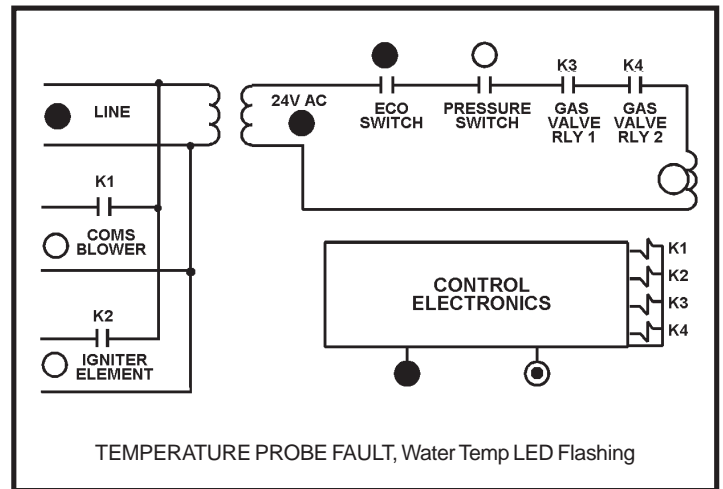 LINE
24V AC
ECO
SWITCH
PRESSURE
SWITCH
K3
GAS
VALVE
RLY 1
K4
GAS
VALVE
RLY 2
K1
COMS
BLOWER
K2
IGNITER
ELEMENT
CONTROL
ELECTRONICS
K1
K2
K3
K4
TEMPERATURE PROBE FAULT, Water Temp LED Flashing